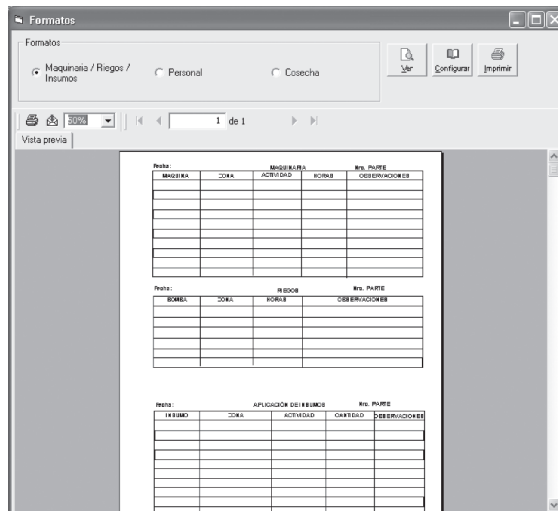 Formatos
Formatos
Maquinaria / Riegos / Insumos
Personal
Cosecha
Ver
Configurar
Imprimir
50%
1 de 1
Vista previa
Fecha: MAQUINARIA Nro. PARTE
MAQUINA ZONA ACTIVIDAD HORAS OBSERVACIONES
Fecha: RIEGOS Nro. PARTE
BOMBA ZONA HORAS OBSERVACIONES
Fecha: APLICACIÓN DE INSUMOS Nro. PARTE
INSUMO ZONA ACTIVIDAD CANTIDAD OBSERVACIONES